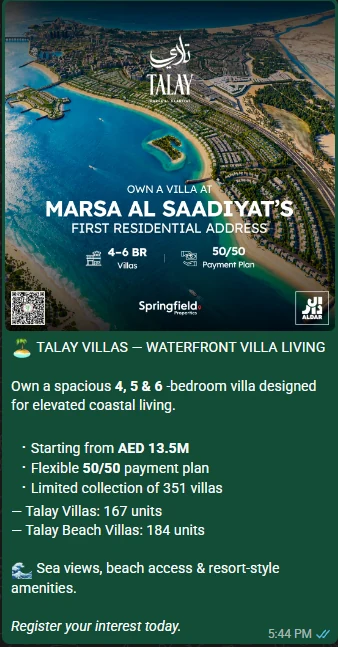 تلاي
TALAY
OWN A VILLA AT
MARSA AL SAADIYAT'S
FIRST RESIDENTIAL ADDRESS
4–6 BR
Villas
50/50
Payment Plan
Springfield
Properties
الدار
ALDAR
🏝️ TALAY VILLAS — WATERFRONT VILLA LIVING
Own a spacious 4, 5 & 6 -bedroom villa designed
for elevated coastal living.
· Starting from AED 13.5M
· Flexible 50/50 payment plan
· Limited collection of 351 villas
— Talay Villas: 167 units
— Talay Beach Villas: 184 units
🌊 Sea views, beach access & resort-style
amenities.
Register your interest today.
5:44 PM